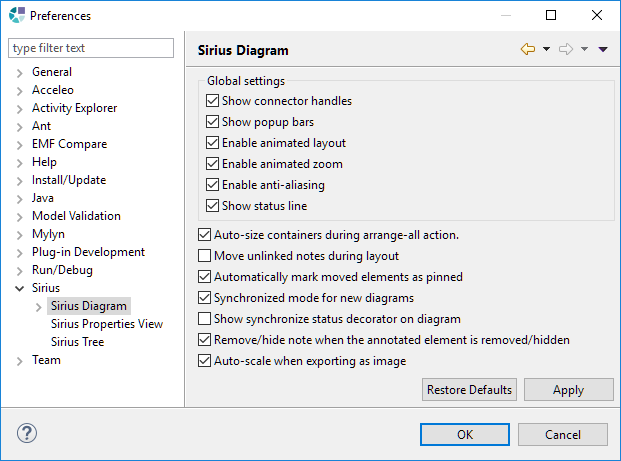 Preferences
type filter text
General
Acceleo
Activity Explorer
Ant
EMF Compare
Help
Install/Update
Java
Model Validation
Mylyn
Plug-in Development
Run/Debug
Sirius
Sirius Diagram
Sirius Properties View
Sirius Tree
Team
Sirius Diagram
Global settings
Show connector handles
Show popup bars
Enable animated layout
Enable animated zoom
Enable anti-aliasing
Show status line
Auto-size containers during arrange-all action.
Move unlinked notes during layout
Automatically mark moved elements as pinned
Synchronized mode for new diagrams
Show synchronize status decorator on diagram
Remove/hide note when the annotated element is removed/hidden
Auto-scale when exporting as image
Restore Defaults
Apply
?
OK
Cancel